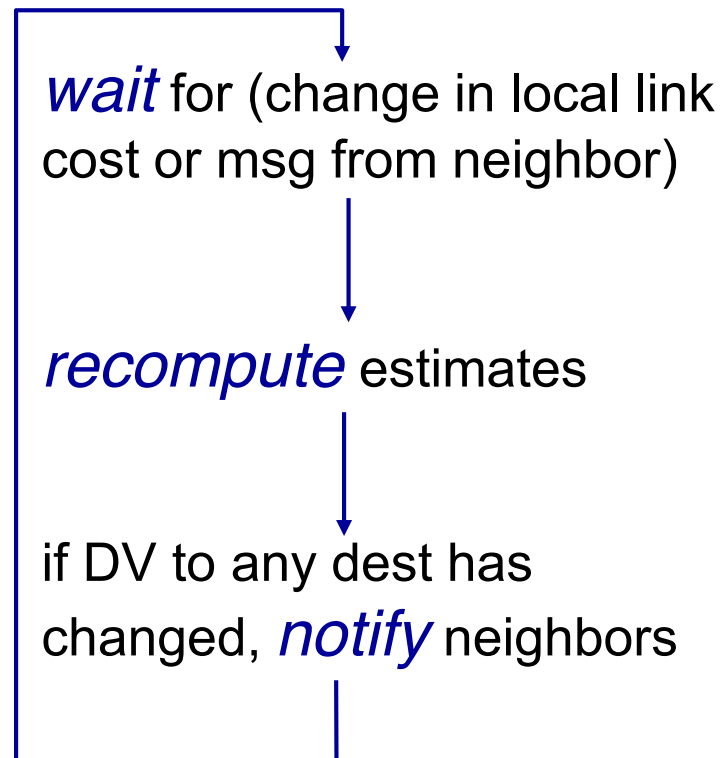 wait for (change in local link
cost or msg from neighbor)
recompute estimates
if DV to any dest has
changed, notify neighbors